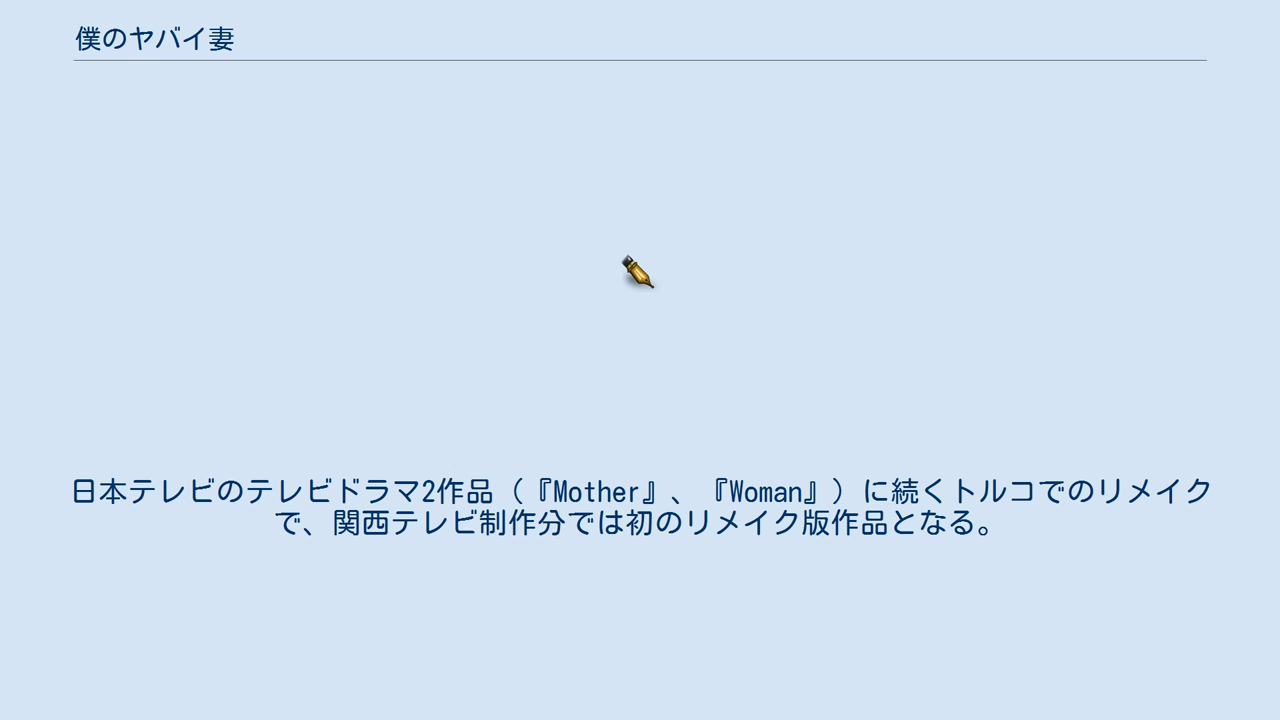 僕のヤバイ妻
日本テレビのテレビドラマ2作品（『Mother』、『Woman』）に続くトルコでのリメイク
で、関西テレビ制作分では初のリメイク版作品となる。